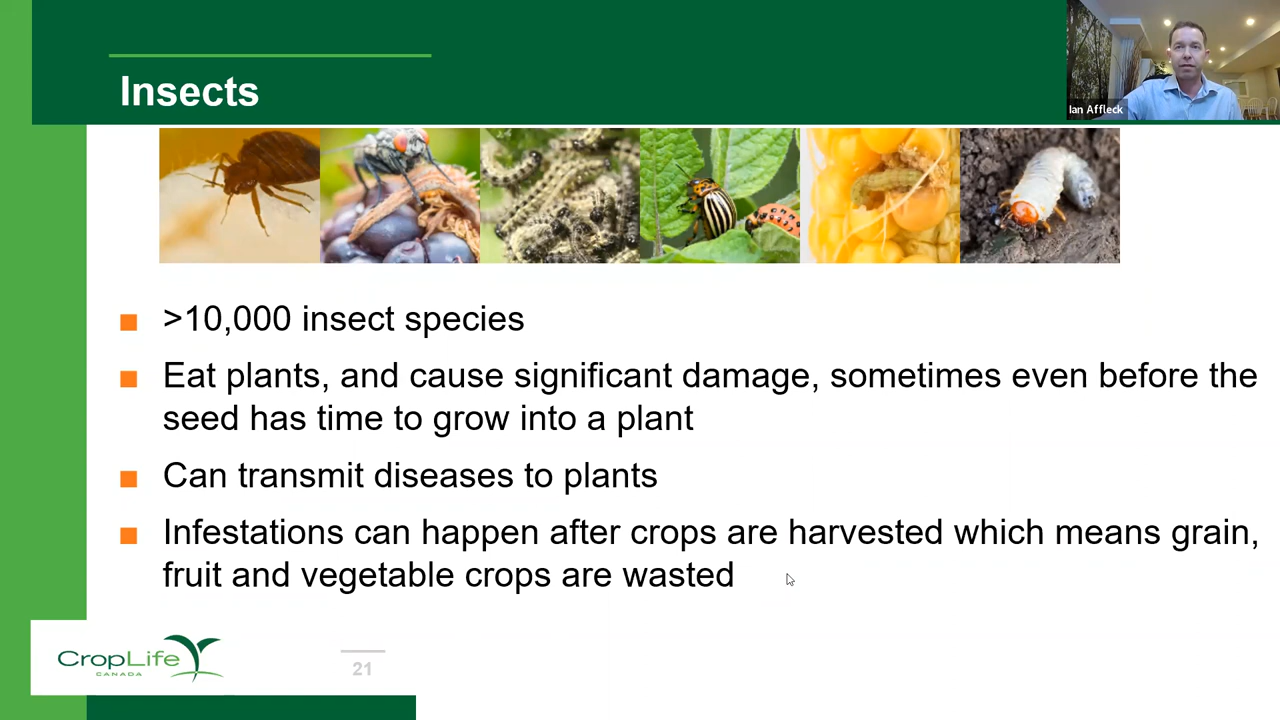 Ian Affleck
Insects
>10,000 insect species
Eat plants, and cause significant damage, sometimes even before the
seed has time to grow into a plant
Can transmit diseases to plants
Infestations can happen after crops are harvested which means grain,
fruit and vegetable crops are wasted
CropLife
CANADA
21